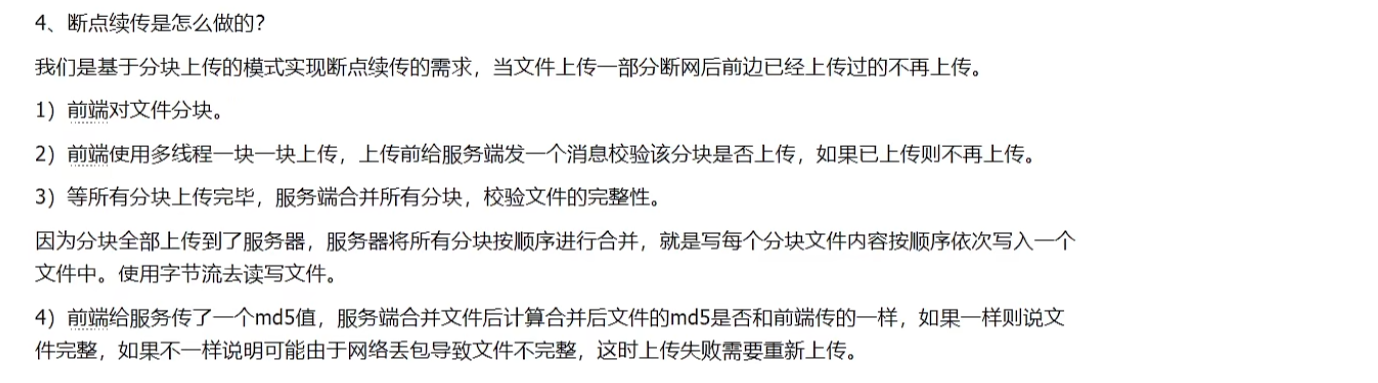 4、断点续传是怎么做的？
我们是基于分块上传的模式实现断点续传的需求，当文件上传一部分断网后前边已经上传过的不再上传。
1）前端对文件分块。
2）前端使用多线程一块一块上传，上传前给服务端发一个消息校验该分块是否上传，如果已上传则不再上传。
3）等所有分块上传完毕，服务端合并所有分块，校验文件的完整性。
因为分块全部上传到了服务器，服务器将所有分块按顺序进行合并，就是写每个分块文件内容按顺序依次写入一个
文件中。使用字节流去读写文件。
4）前端给服务传了一个md5值，服务端合并文件后计算合并后文件的md5是否和前端传的一样，如果一样则说文
件完整，如果不一样说明可能由于网络丢包导致文件不完整，这时上传失败需要重新上传。